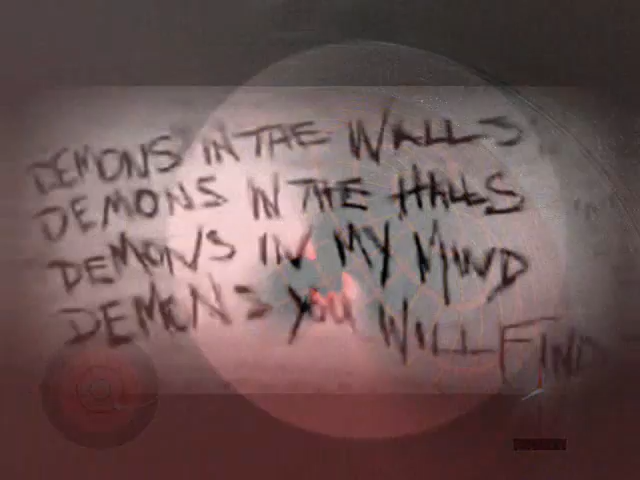 DEMONS IN THE WALLS
DEMONS IN THE HALLS
DEMONS IN MY MIND
DEMONS YOU WILL FIND